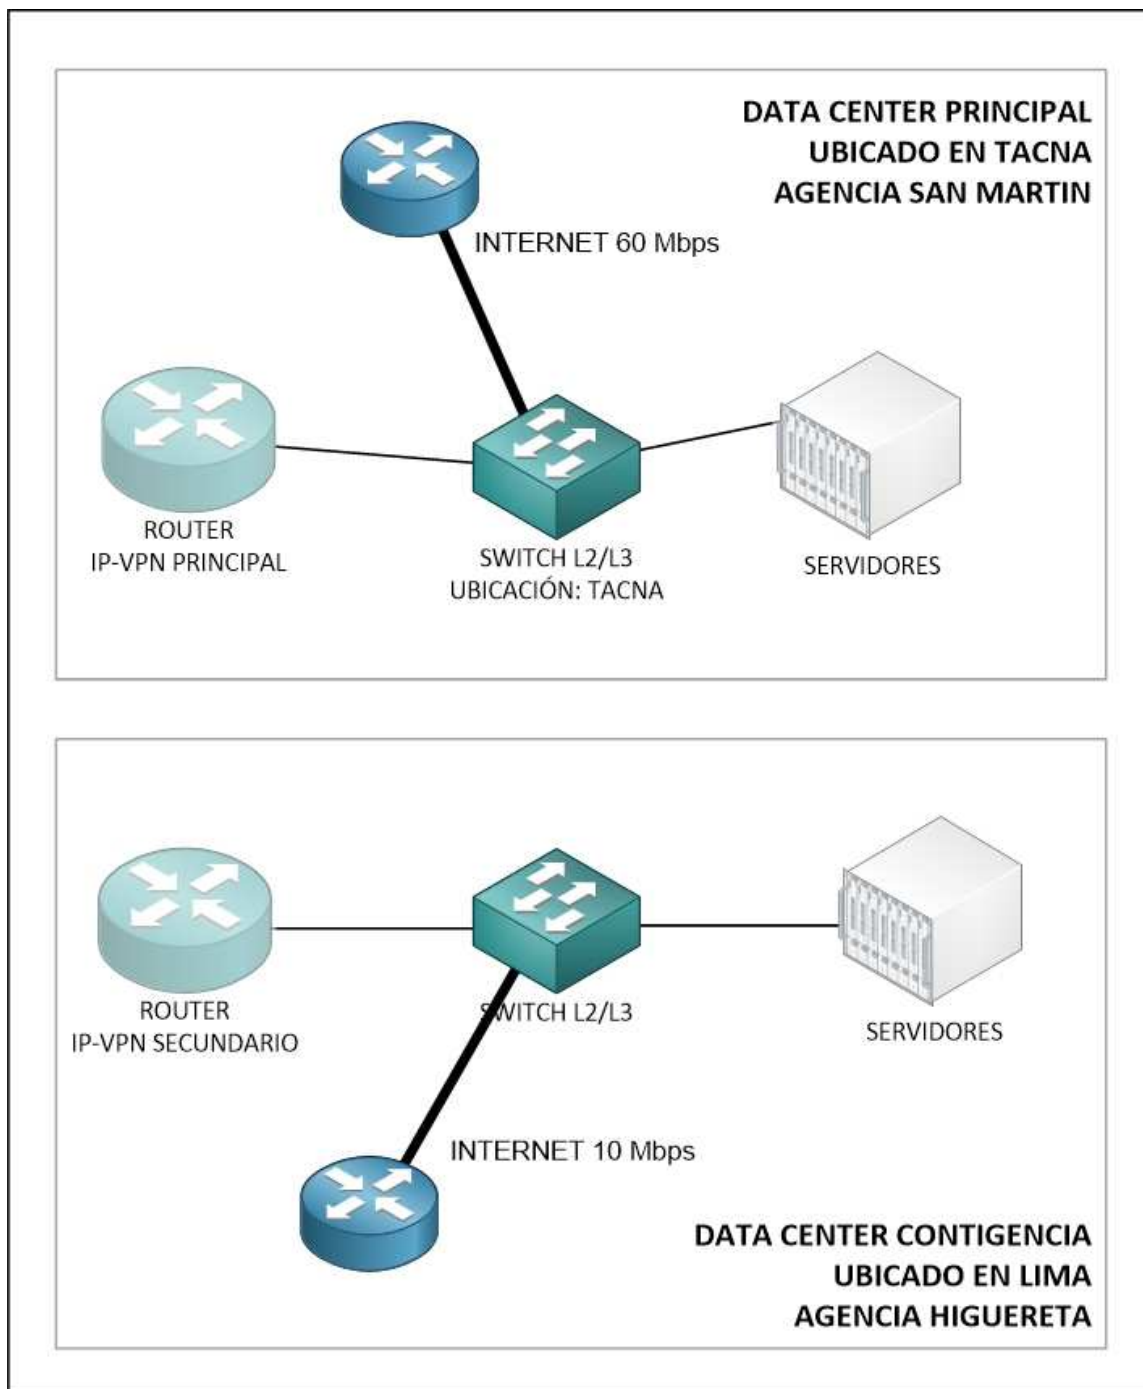 DATA CENTER PRINCIPAL
UBICADO EN TACNA
AGENCIA SAN MARTIN
INTERNET 60 Mbps
ROUTER
IP-VPN PRINCIPAL
SWITCH L2/L3
UBICACIÓN: TACNA
SERVIDORES
ROUTER
IP-VPN SECUNDARIO
SWITCH L2/L3
SERVIDORES
INTERNET 10 Mbps
DATA CENTER CONTIGENCIA
UBICADO EN LIMA
AGENCIA HIGUERETA